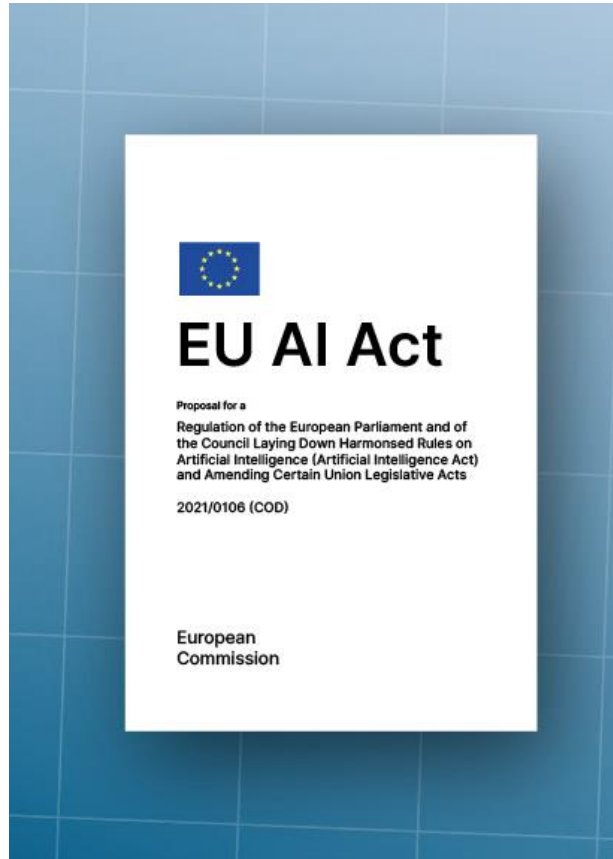 EU AI Act
Proposal for a
Regulation of the European Parliament and of
the Council Laying Down Harmonsed Rules on
Artificial Intelligence (Artificial Intelligence Act)
and Amending Certain Union Legislative Acts
2021/0106 (COD)
European
Commission